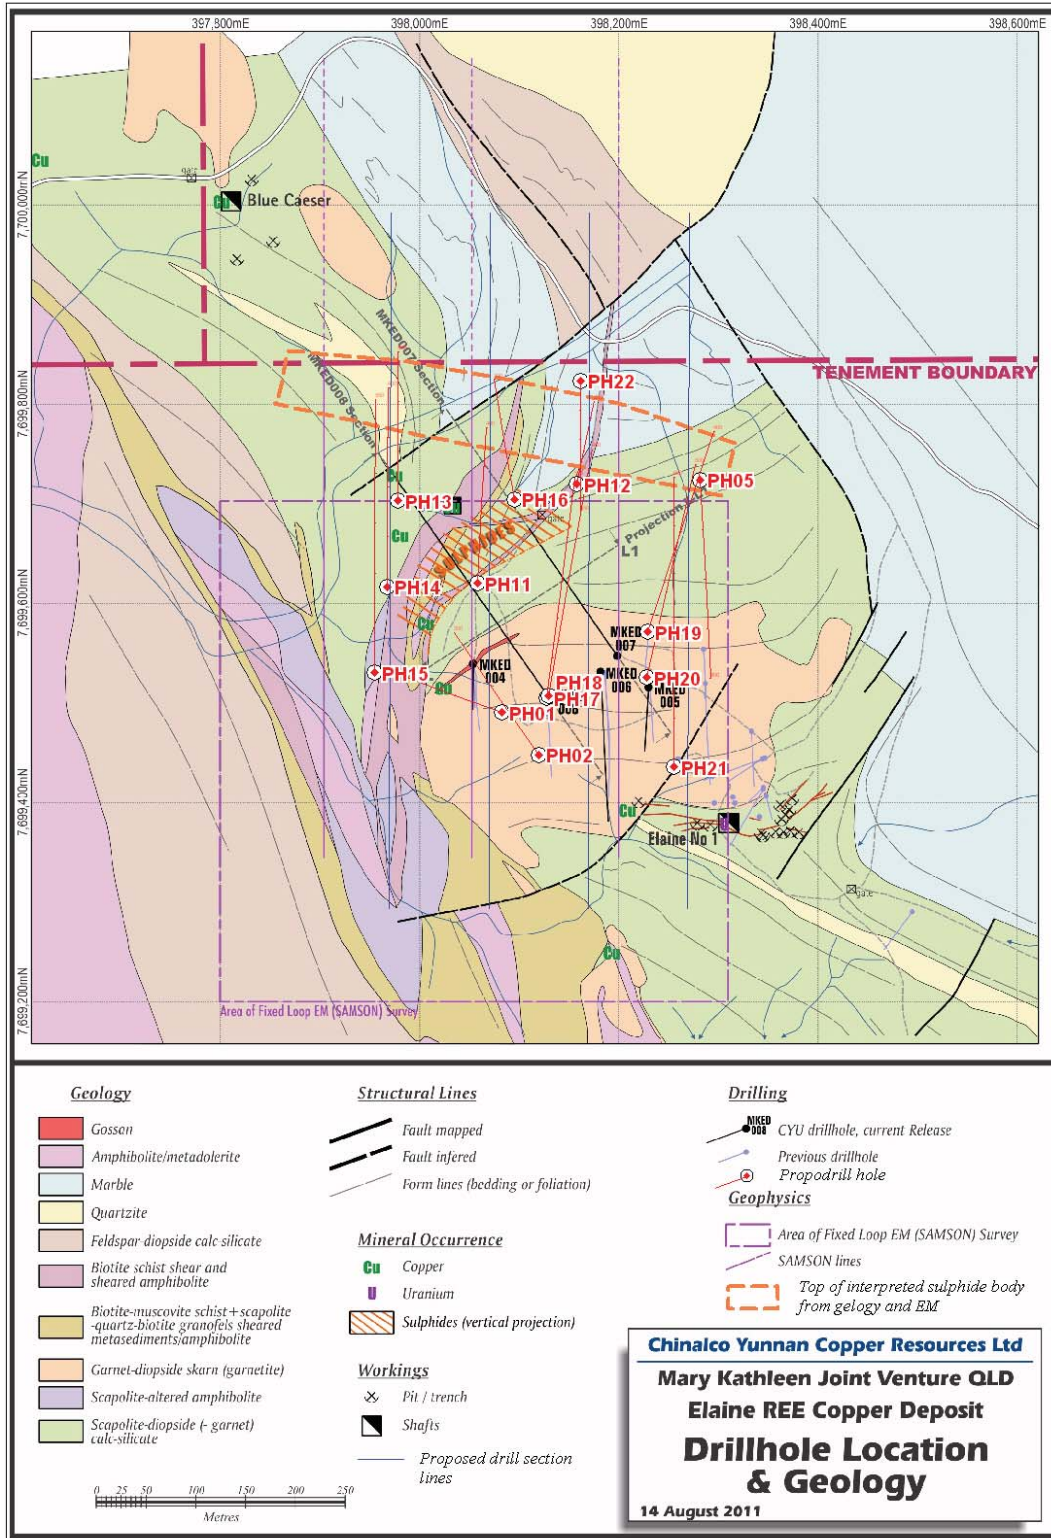 397,800mE
398,000mE
398,200mE
398,400mE
398,600mE
7,700,000mN
7,699,800mN
7,699,600mN
7,699,400mN
7,699,200mN
Cu
gate
Cu
Blue Caeser
MKED007 Section
MKED008 Section
TENEMENT BOUNDARY
PH22
PH05
PH12
PH16
PH13
Cu
Cu
gate
Projection
L1
SULPHIDES
PH14
PH11
Cu
PH19
MKED
007
MKED
004
MKED
006
PH20
MKED
005
PH15
Cu
PH18
PH17
PH01
PH02
PH21
Cu
U
Elaine No 1
gate
Cu
Area of Fixed Loop EM (SAMSON) Survey
Geology
Gossan
Amphibolite/metadolerite
Marble
Quartzite
Feldspar-diopside calc-silicate
Biotite schist shear and
sheared amphibolite
Biotite-muscovite schist+scapolite
-quartz-biotite granofels sheared
metasediments/amphibolite
Garnet-diopside skarn (garnetite)
Scapolite-altered amphibolite
Scapolite-diopside (- garnet)
calc-silicate
0 25 50 100 150 200 250
Metres
Structural Lines
Fault mapped
Fault infered
Form lines (bedding or foliation)
Mineral Occurrence
Cu Copper
U Uranium
Sulphides (vertical projection)
Workings
Pit / trench
Shafts
Proposed drill section
lines
Drilling
MKED
008
CYU drillhole, current Release
Previous drillhole
Propodrill hole
Geophysics
Area of Fixed Loop EM (SAMSON) Survey
SAMSON lines
Top of interpreted sulphide body
from gelogy and EM
Chinalco Yunnan Copper Resources Ltd
Mary Kathleen Joint Venture QLD
Elaine REE Copper Deposit
Drillhole Location
& Geology
14 August 2011